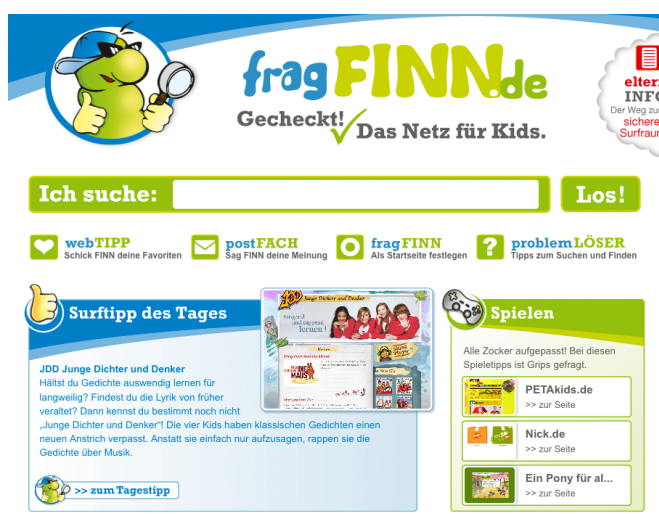 fragFINN.de
Gecheckt! Das Netz für Kids.
eltern
INFO
Der Weg zu
sichere
Surfraum
Ich suche:
Los!
webTIPP
Schick FINN deine Favoriten
postFACH
Sag FINN deine Meinung
fragFINN
Als Startseite festlegen
problemLÖSER
Tipps zum Suchen und Finden
Surftipp des Tages
JDD Junge Dichter und Denker
JDD Junge Dichter und Denker
Hältst du Gedichte auswendig lernen für
langweilig? Findest du die Lyrik von früher
veraltet? Dann kennst du bestimmt noch nicht
„Junge Dichter und Denker“! Die vier Kids haben klassischen Gedichten einen
neuen Anstrich verpasst. Anstatt sie einfach nur aufzusagen, rappen sie die
Gedichte über Musik.
>> zum Tagestipp
Spielen
Alle Zocker aufgepasst! Bei diesen
Spieletipps ist Grips gefragt.
PETAkids.de
>> zur Seite
Nick.de
>> zur Seite
Ein Pony für al...
>> zur Seite